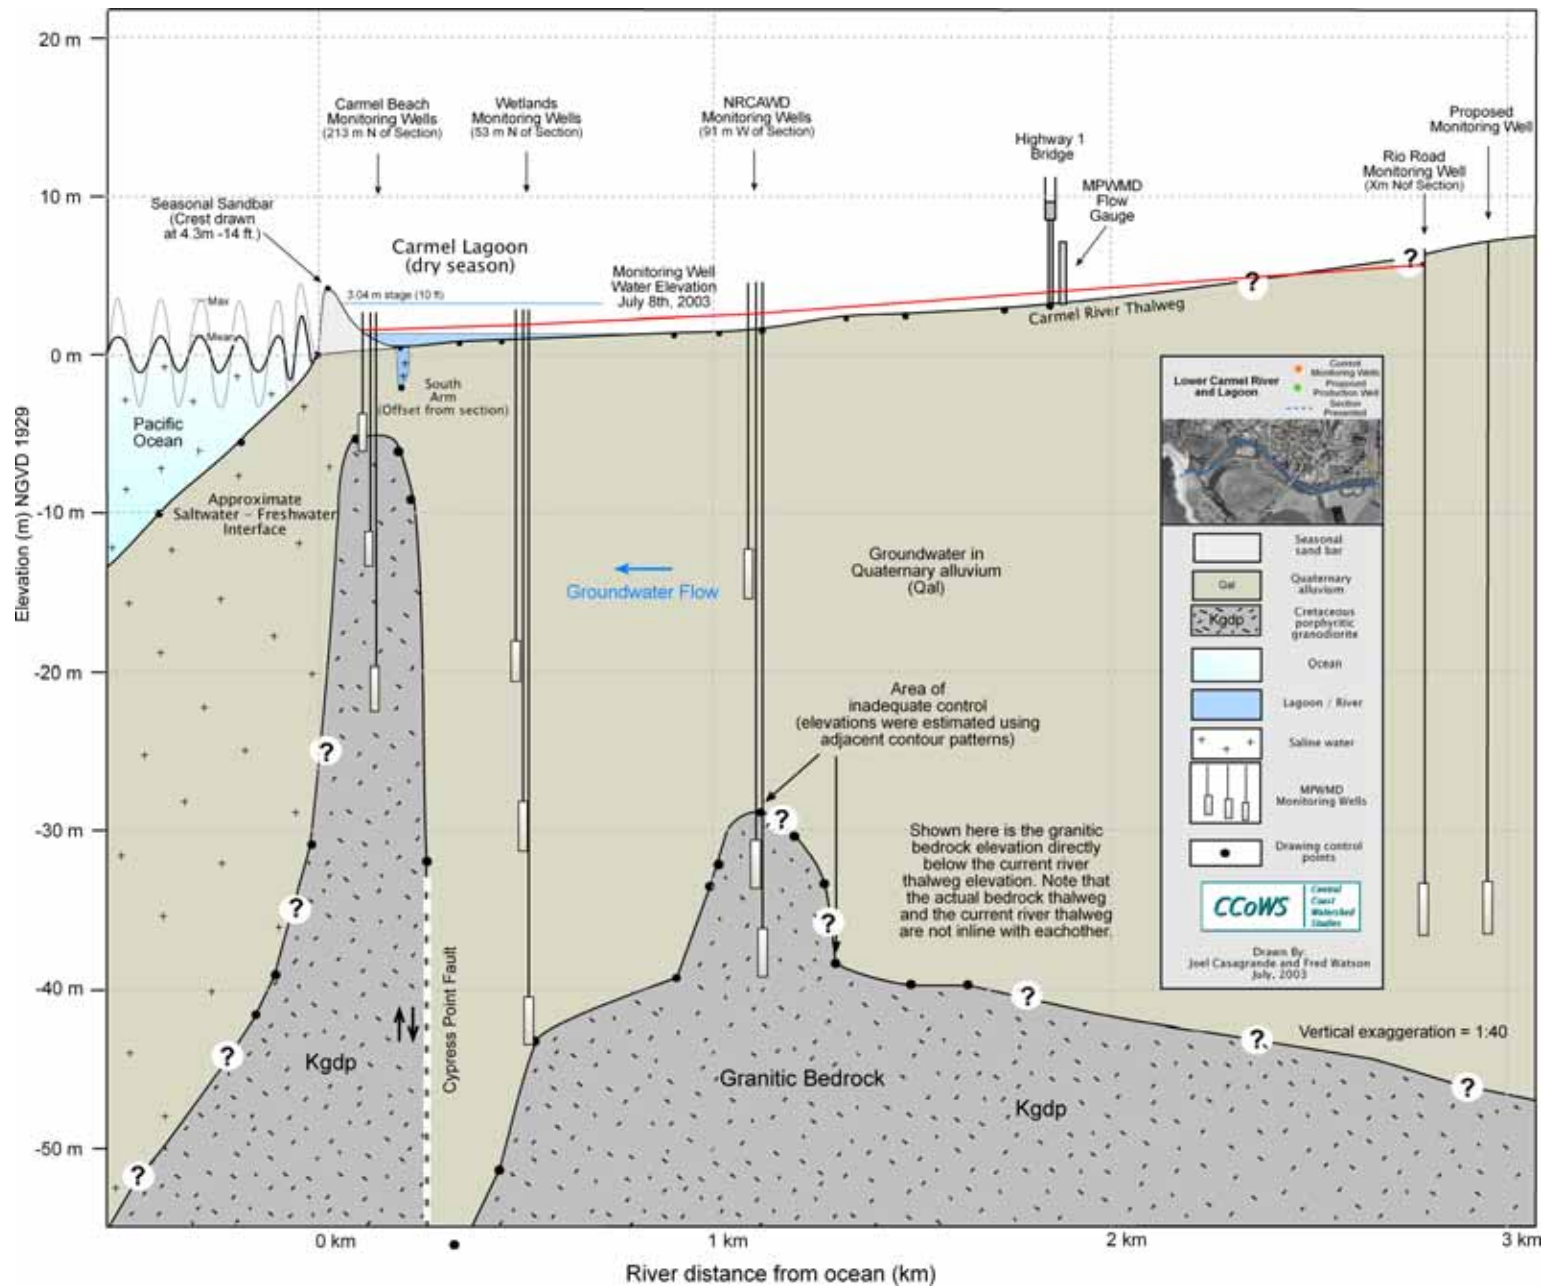 20 m
10 m
0 m
-10 m
-20 m
-30 m
-40 m
-50 m
Elevation (m) NGVD 1929
Carmel Beach
Monitoring Wells
(213 m N of Section)
Wetlands
Monitoring Wells
(53 m N of Section)
NRCAWD
Monitoring Wells
(91 m W of Section)
Highway 1
Bridge
MPWMD
Flow
Gauge
Rio Road
Monitoring Well
(Xm Nof Section)
Proposed
Monitoring Well
Seasonal Sandbar
(Crest drawn
at 4.3m -14 ft.)
Carmel Lagoon
(dry season)
3.04 m stage (10 ft)
Monitoring Well
Water Elevation
July 8th, 2003
Carmel River Thalweg
Max
Mean
Pacific
Ocean
South
Arm
(Offset from section)
Approximate
Saltwater - Freshwater
Interface
Groundwater Flow
Groundwater in
Quaternary alluvium
(Qal)
Area of
inadequate control
(elevations were estimated using
adjacent contour patterns)
Shown here is the granitic
bedrock elevation directly
below the current river
thalweg elevation. Note that
the actual bedrock thalweg
and the current river thalweg
are not inline with eachother.
Cypress Point Fault
Kgdp
Granitic Bedrock
Kgdp
Vertical exaggeration = 1:40
?
?
?
?
?
?
?
?
?
?
?
Lower Carmel River
and Lagoon
Current
Monitoring Wells
Proposed
Production Well
Section
Presented
Seasonal
sand bar
Qal
Quaternary
alluvium
Kgdp
Cretaceous
porphyritic
granodiorite
Ocean
Lagoon / River
Saline water
MPWMD
Monitoring Wells
Drawing control
points
CCoWS
Central
Coast
Watershed
Studies
Drawn By:
Joel Casagrande and Fred Watson
July, 2003
0 km
1 km
2 km
3 km
River distance from ocean (km)